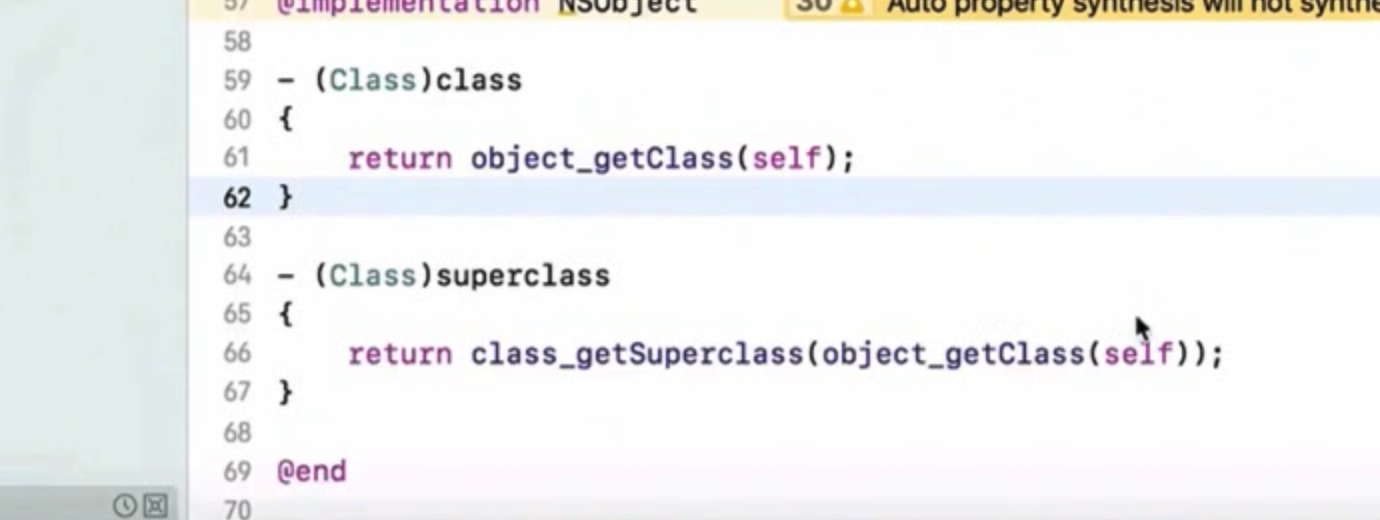 57 @implementation NSObject 30 Auto property synthesis will not synthe
58
59 - (Class)class
60 {
61 return object_getClass(self);
62 }
63
64 - (Class)superclass
65 {
66 return class_getSuperclass(object_getClass(self));
67 }
68
69 @end
70